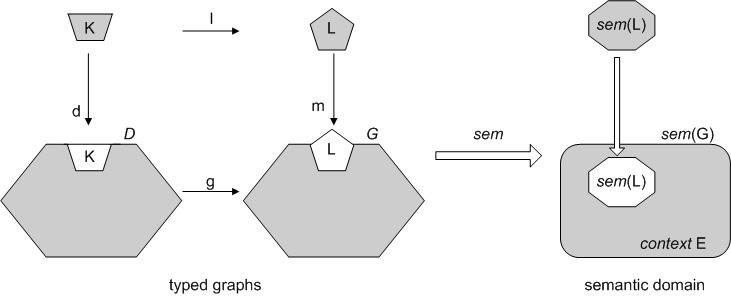 K
l
L
sem(L)
d
m
D
G
sem
sem(G)
K
L
sem(L)
g
context E
typed graphs
semantic domain